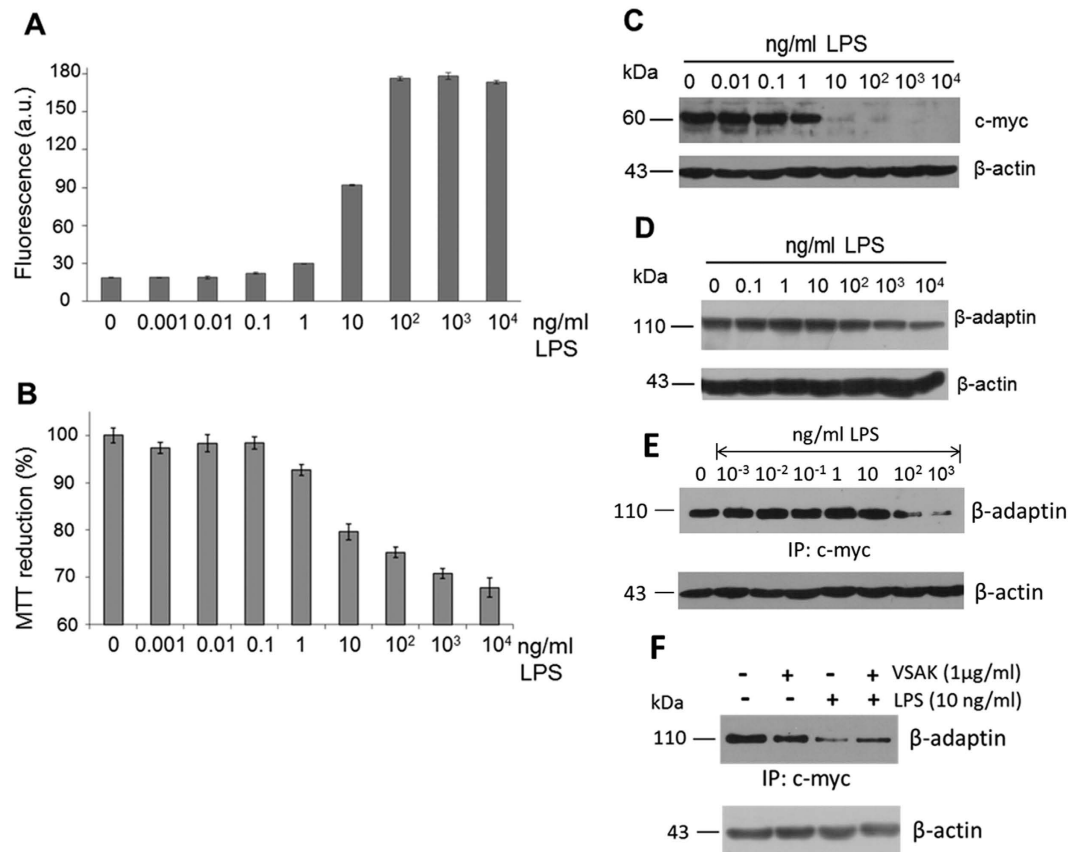 A
Fluorescence (a.u.)
180
150
120
90
60
30
0
0 0.001 0.01 0.1 1 10 10² 10³ 10⁴ ng/ml
LPS
B
MTT reduction (%)
100
90
80
70
60
0 0.001 0.01 0.1 1 10 10² 10³ 10⁴ ng/ml
LPS
C
ng/ml LPS
kDa 0 0.01 0.1 1 10 10² 10³ 10⁴
60 c-myc
43 β-actin
D
ng/ml LPS
kDa 0 0.1 1 10 10² 10³ 10⁴
110 β-adaptin
43 β-actin
E
ng/ml LPS
0 10⁻³ 10⁻² 10⁻¹ 1 10 10² 10³
110 β-adaptin
IP: c-myc
43 β-actin
F
- + - + VSAK (1µg/ml)
kDa - - + + LPS (10 ng/ml)
110 β-adaptin
IP: c-myc
43 β-actin